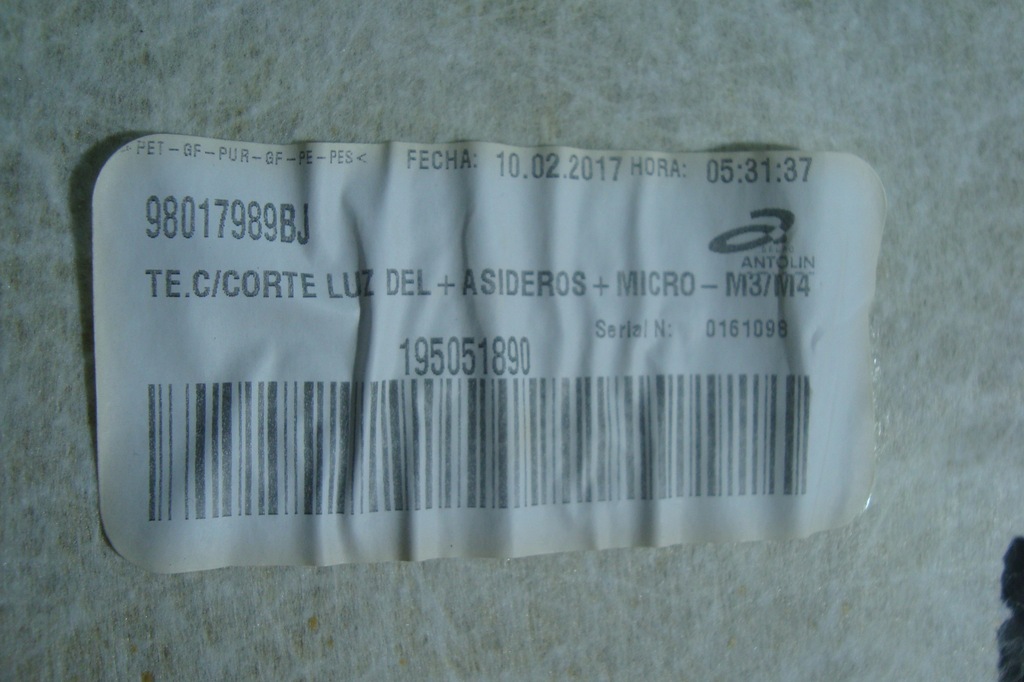 >PET-GF-PUR-GF-PE-PES< FECHA: 10.02.2017 HORA: 05:31:37
98017989BJ
ANTOLIN
TE.C/CORTE LUZ DEL + ASIDEROS + MICRO - M3/M4
Serial N: 0161098
195051890